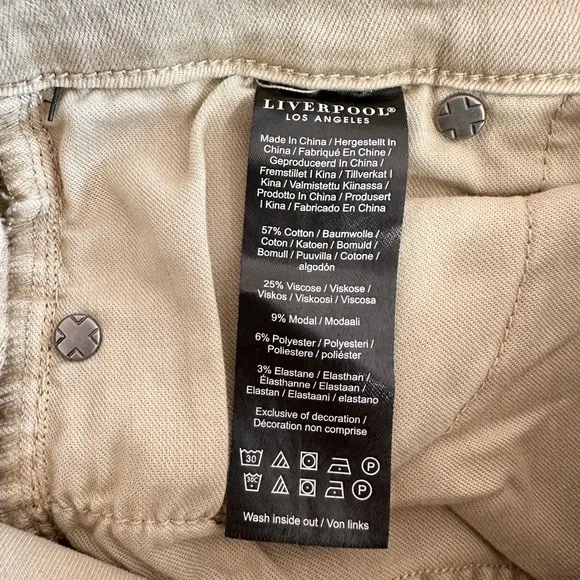 LIVERPOOL®
LOS ANGELES
Made In China / Hergestellt In
China / Fabriqué En Chine /
Geproduceerd In China /
Fremstillet I Kina / Tillverkat I
Kina / Valmistettu Kiinassa /
Prodotto In China / Produsert
I Kina / Fabricado En China
57% Cotton / Baumwolle /
Coton / Katoen / Bomuld /
Bomull / Puuvilla / Cotone /
algodón
25% Viscose / Viskose /
Viskos / Viskoosi / Viscosa
9% Modal / Modaali
6% Polyester / Polyesteri /
Poliestere / poliéster
3% Elastane / Elasthan /
Élasthanne / Elastaan /
Elastan / Elastaani / elastano
Exclusive of decoration /
Décoration non comprise
30 P
30C P
Wash inside out / Von links